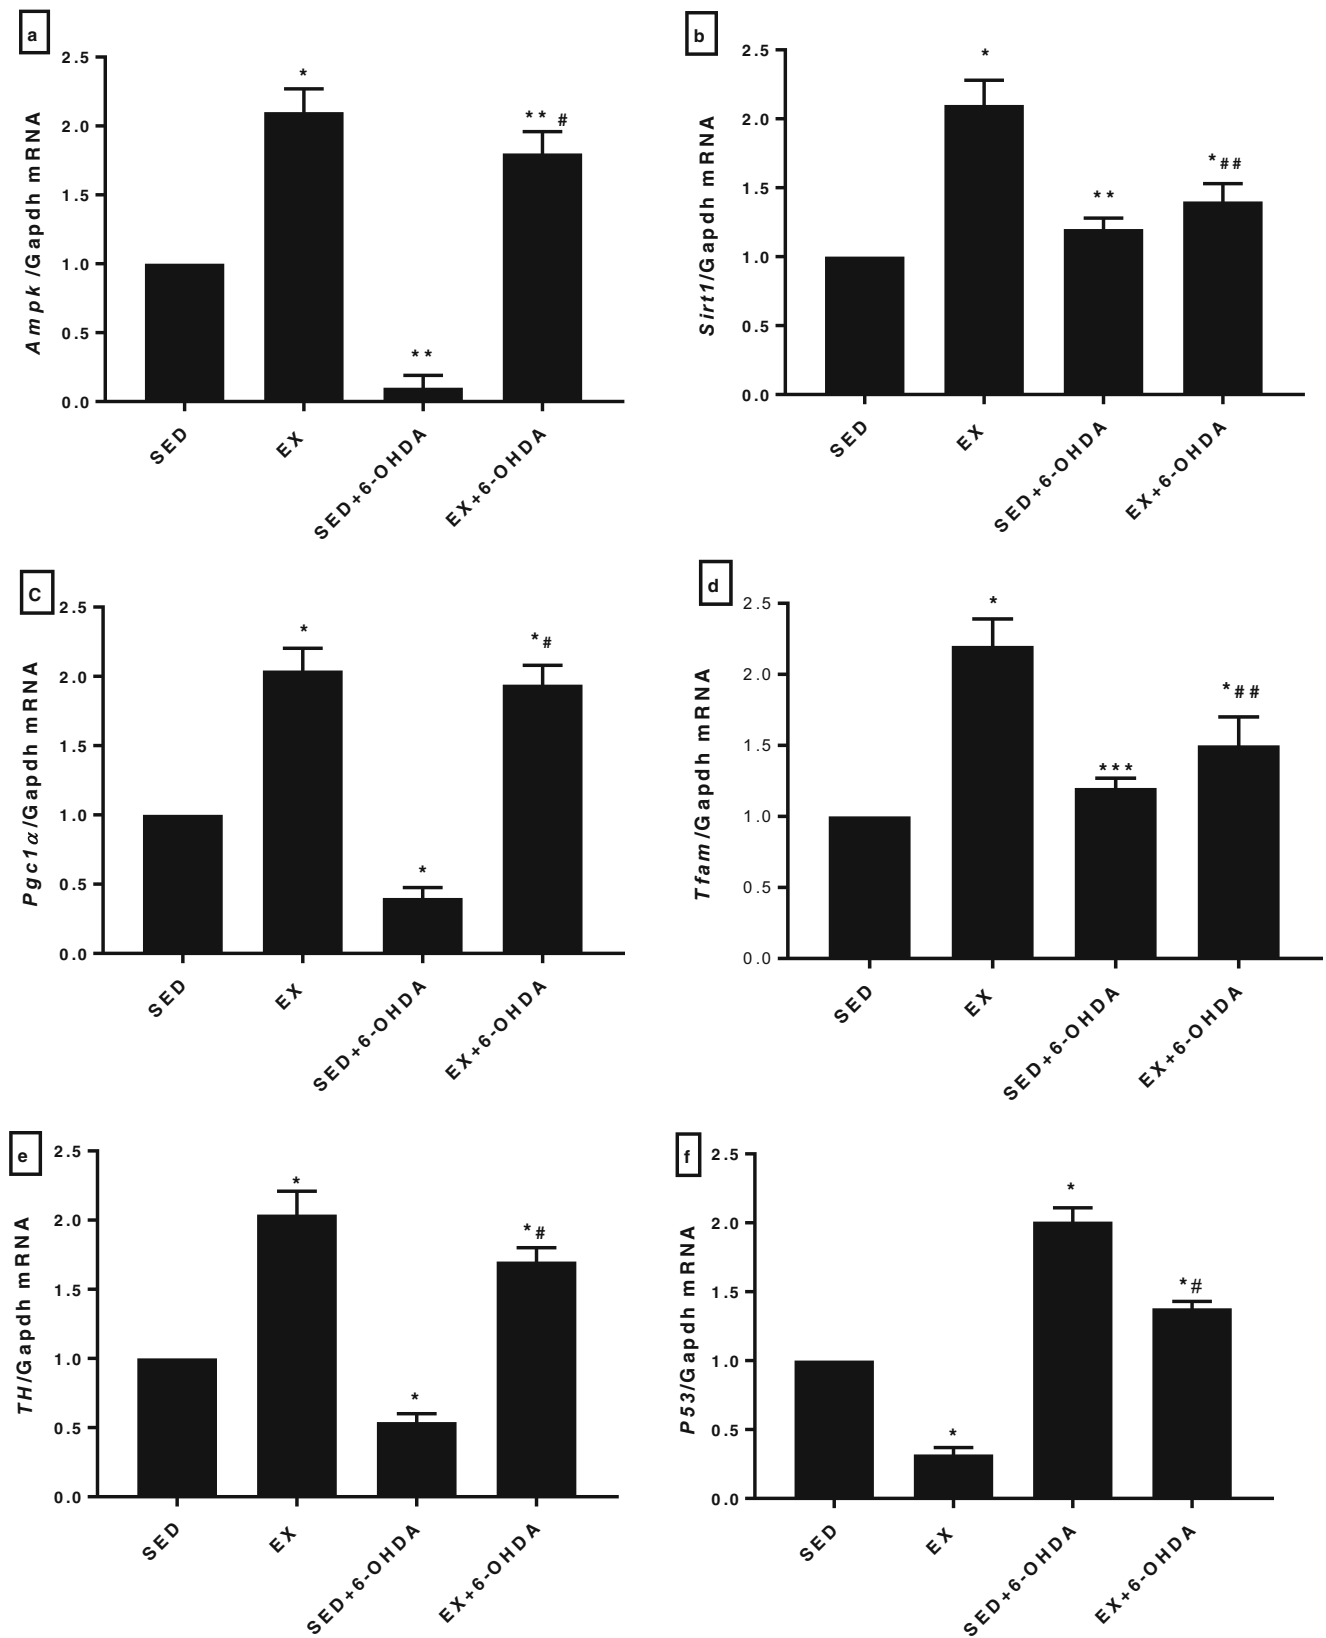 a
2.5
2.0
1.5
1.0
0.5
0.0
Ampk /Gapdh mRNA
*
**
** #
SED
EX
SED+6-OHDA
EX+6-OHDA
b
2.5
2.0
1.5
1.0
0.5
0.0
Sirt1/Gapdh mRNA
*
**
*##
SED
EX
SED+6-OHDA
EX+6-OHDA
C
2.5
2.0
1.5
1.0
0.5
0.0
Pgc1α/Gapdh mRNA
*
*
*#
SED
EX
SED+6-OHDA
EX+6-OHDA
d
2.5
2.0
1.5
1.0
0.5
0.0
Tfam/Gapdh mRNA
*
***
*##
SED
EX
SED+6-OHDA
EX+6-OHDA
e
2.5
2.0
1.5
1.0
0.5
0.0
TH/Gapdh mRNA
*
*
*#
SED
EX
SED+6-OHDA
EX+6-OHDA
f
2.5
2.0
1.5
1.0
0.5
0.0
P53/Gapdh mRNA
*
*
*#
SED
EX
SED+6-OHDA
EX+6-OHDA